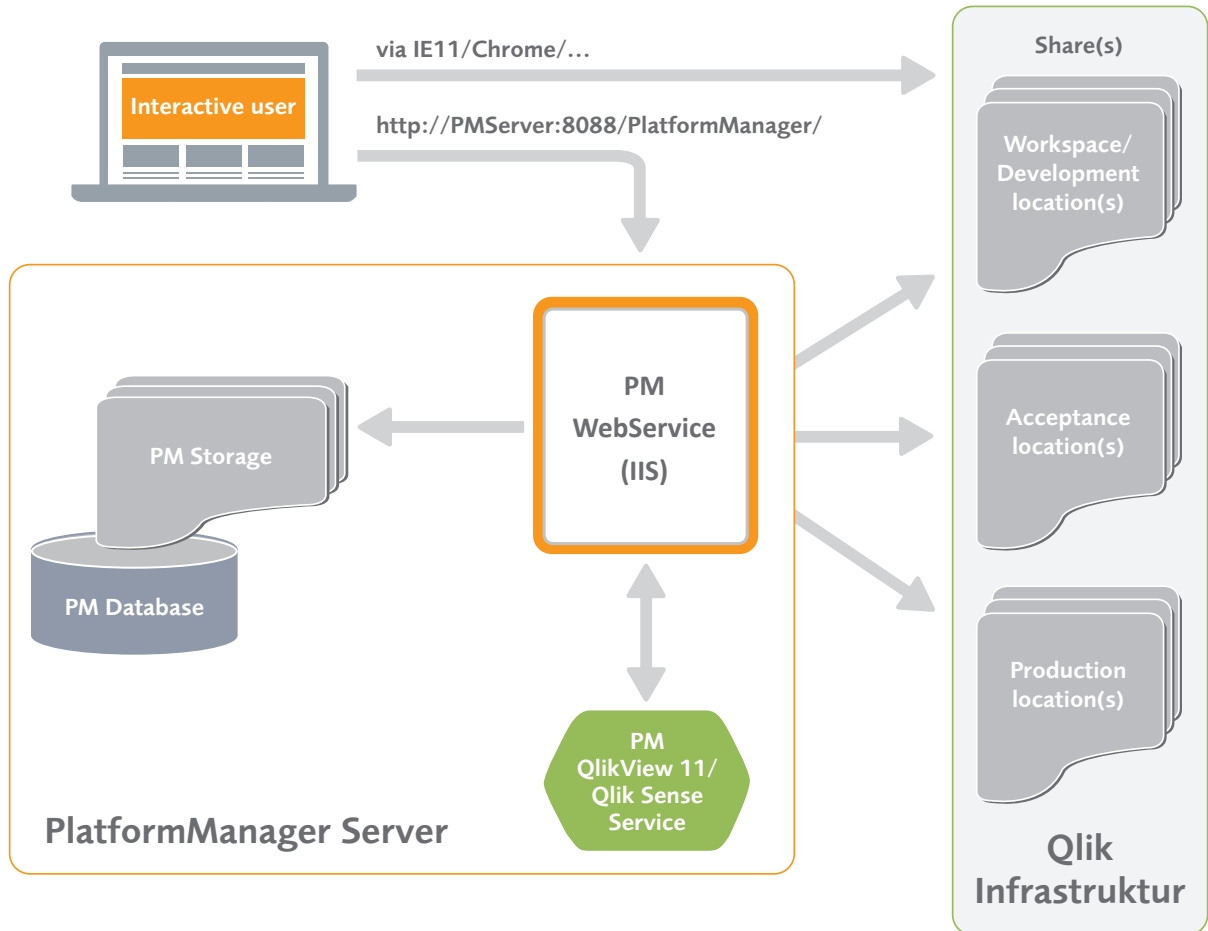 via IE11/Chrome/…
Interactive user
http://PMServer:8088/PlatformManager/
Share(s)
Workspace/
Development
location(s)
PM
WebService
(IIS)
PM Storage
PM Database
Acceptance
location(s)
Production
location(s)
PM
QlikView 11/
Qlik Sense
Service
PlatformManager Server
Qlik
Infrastruktur